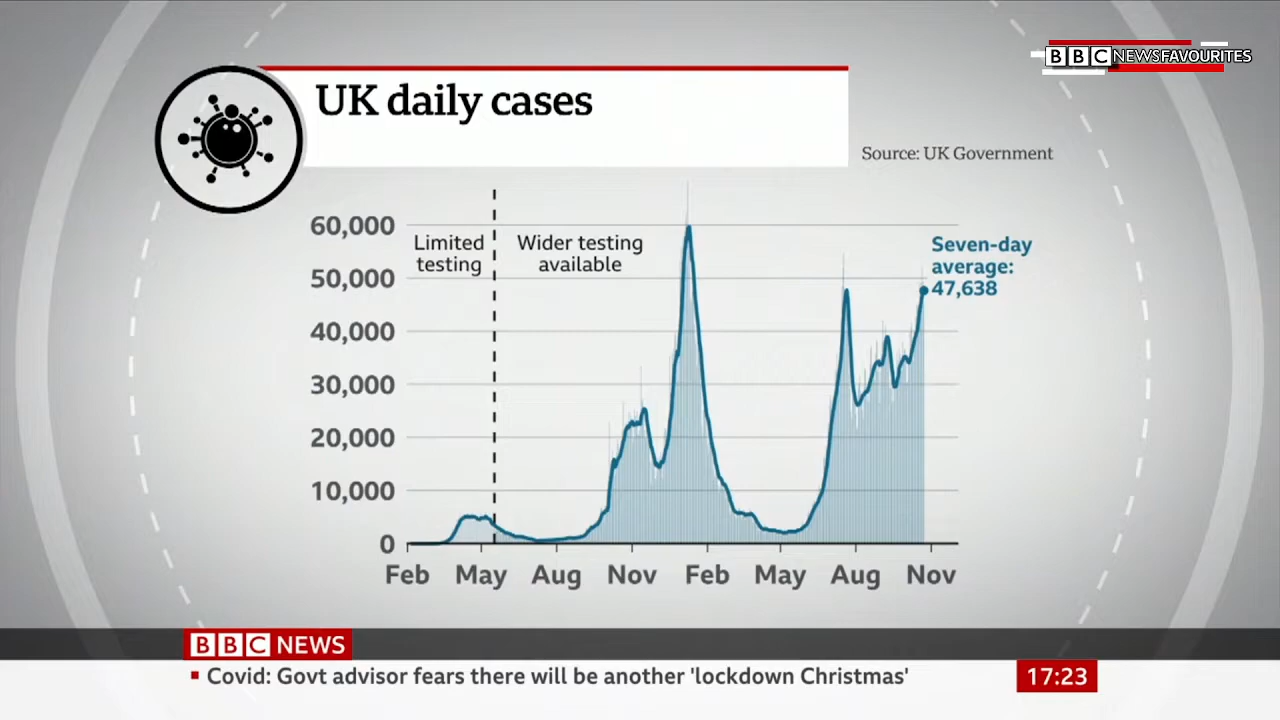 BBC NEWSFAVOURITES
UK daily cases
Source: UK Government
60,000
50,000
40,000
30,000
20,000
10,000
0
Limited
testing
Wider testing
available
Seven-day
average:
47,638
Feb May Aug Nov Feb May Aug Nov
BBC NEWS
Covid: Govt advisor fears there will be another 'lockdown Christmas'
17:23